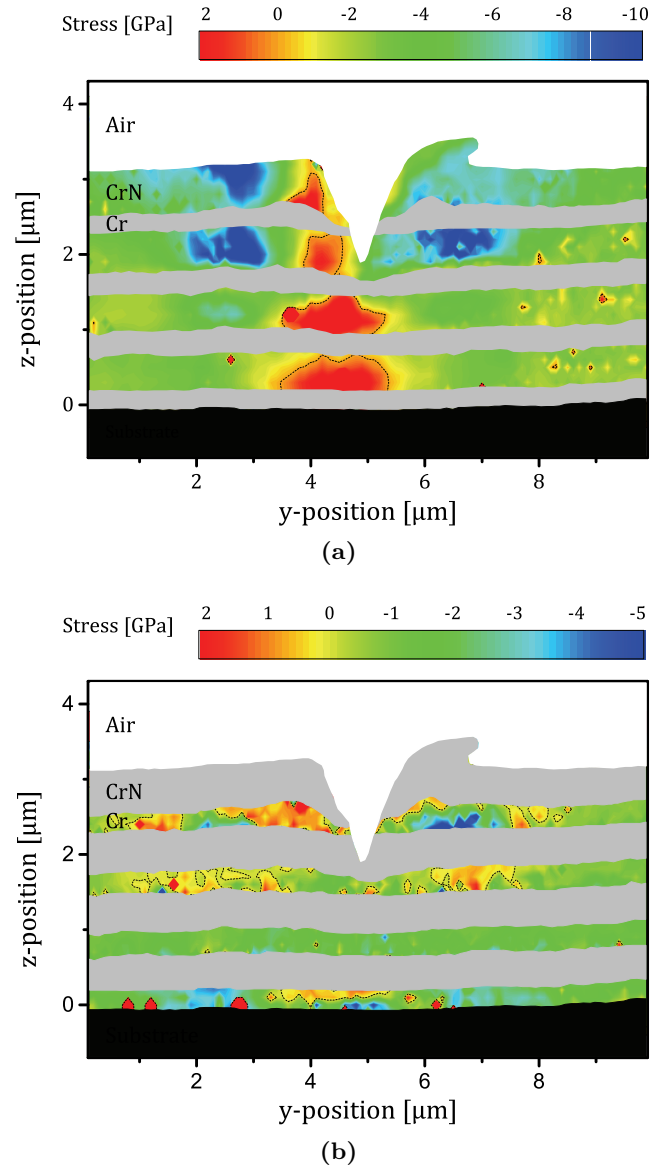 Stress [GPa]
2 0 -2 -4 -6 -8 -10
4
Air
CrN
Cr
2
z-position [µm]
0
Substrate
2 4 6 8
y-position [µm]
(a)
Stress [GPa]
2 1 0 -1 -2 -3 -4 -5
4
Air
CrN
Cr
2
z-position [µm]
0
Substrate
2 4 6 8
y-position [µm]
(b)